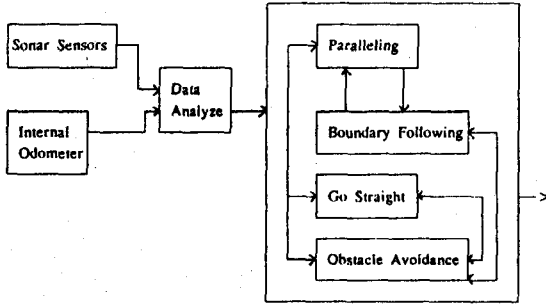 Sonar Sensors
Internal
Odometer
Data
Analyze
Paralleling
Boundary Following
Go Straight
Obstacle Avoidance